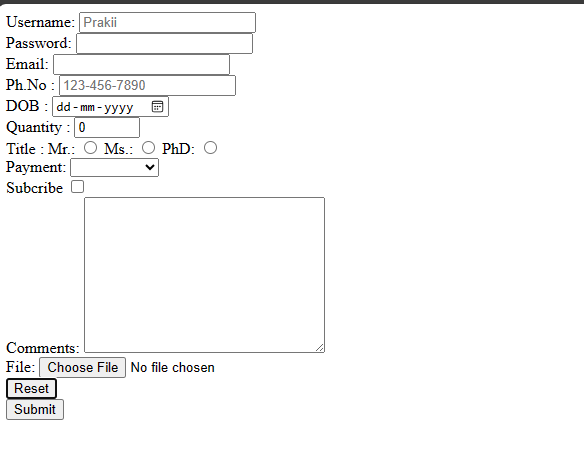 Username: Prakii
Password:
Email:
Ph.No : 123-456-7890
DOB : dd-mm-yyyy
Quantity : 0
Title : Mr.: Ms.: PhD:
Payment:
Subcribe
Comments:
File: Choose File No file chosen
Reset
Submit